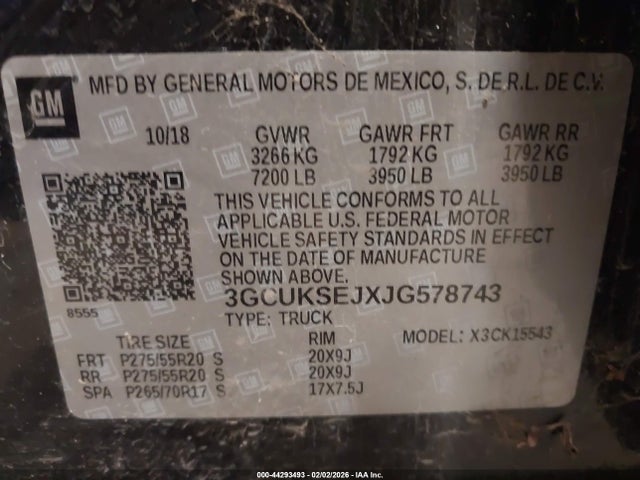 GM
MFD BY GENERAL MOTORS DE MEXICO, S. DE R.L. DE C.V.
10/18 GVWR GAWR FRT GAWR RR
3266 KG 1792 KG 1792 KG
7200 LB 3950 LB 3950 LB
THIS VEHICLE CONFORMS TO ALL
APPLICABLE U.S. FEDERAL MOTOR
VEHICLE SAFETY STANDARDS IN EFFECT
ON THE DATE OF MANUFACTURE
SHOWN ABOVE.
8555 3GCUKSEJXJG578743
TYPE: TRUCK MODEL: X3CK15543
TIRE SIZE RIM
FRT P275/55R20 S 20X9J
RR P275/55R20 S 20X9J
SPA P265/70R17 S 17X7.5J
000-44293493 - 02/02/2026 - IAA Inc.